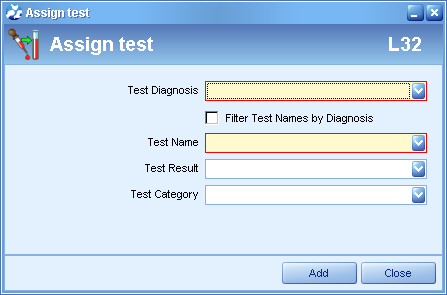 Assign test
Assign test L32
Test Diagnosis
Filter Test Names by Diagnosis
Test Name
Test Result
Test Category
Add Close